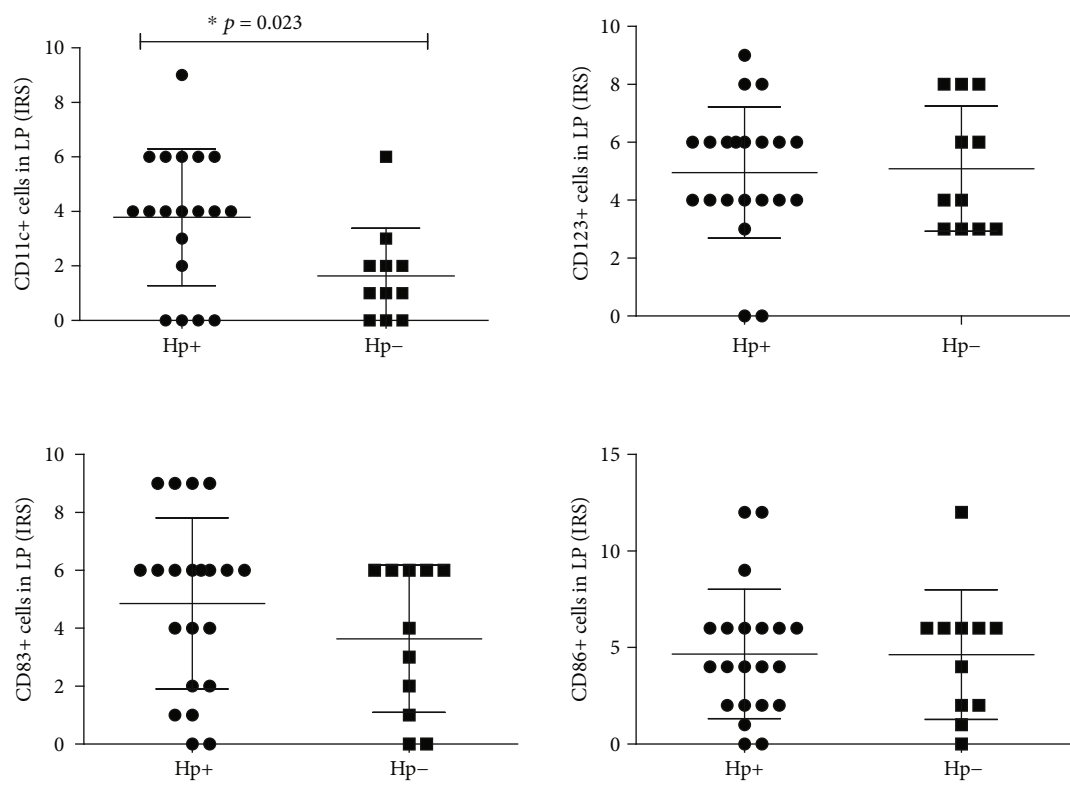 * p = 0.023
CD11c+ cells in LP (IRS)
10
8
6
4
2
0
Hp+ Hp−
CD123+ cells in LP (IRS)
10
8
6
4
2
0
Hp+ Hp−
CD83+ cells in LP (IRS)
10
8
6
4
2
0
Hp+ Hp−
CD86+ cells in LP (IRS)
15
10
5
0
Hp+ Hp−